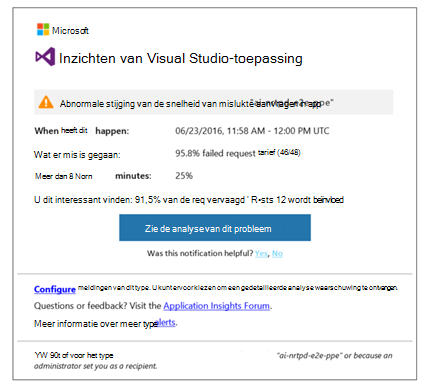 Microsoft
Inzichten van Visual Studio-toepassing
Abnormale stijging van de snelheid van mislukte aanvragen in app "ai-nrtpd-e2e-ppe"
When heeft dit happen: 06/23/2016, 11:58 AM - 12:00 PM UTC
Wat er mis is gegaan: 95.8% failed request tarief (46/48)
Meer dan 8 Norn minutes: 25%
U dit interessant vinden: 91,5% van de req vervaagd ' R•sts 12 wordt beïnvloed
Zie de analyse van dit probleem
Was this notification helpful? Yes, No
Configure meldingen van dit type. U kunt ervoor kiezen om een gedetailleerde analyse waarschuwing te ontvangen.
Questions or feedback? Visit the Application Insights Forum.
Meer informatie over meer type alerts.
YW 90t of voor het type "ai-nrtpd-e2e-ppe" or because an
administrator set you as a recipient.